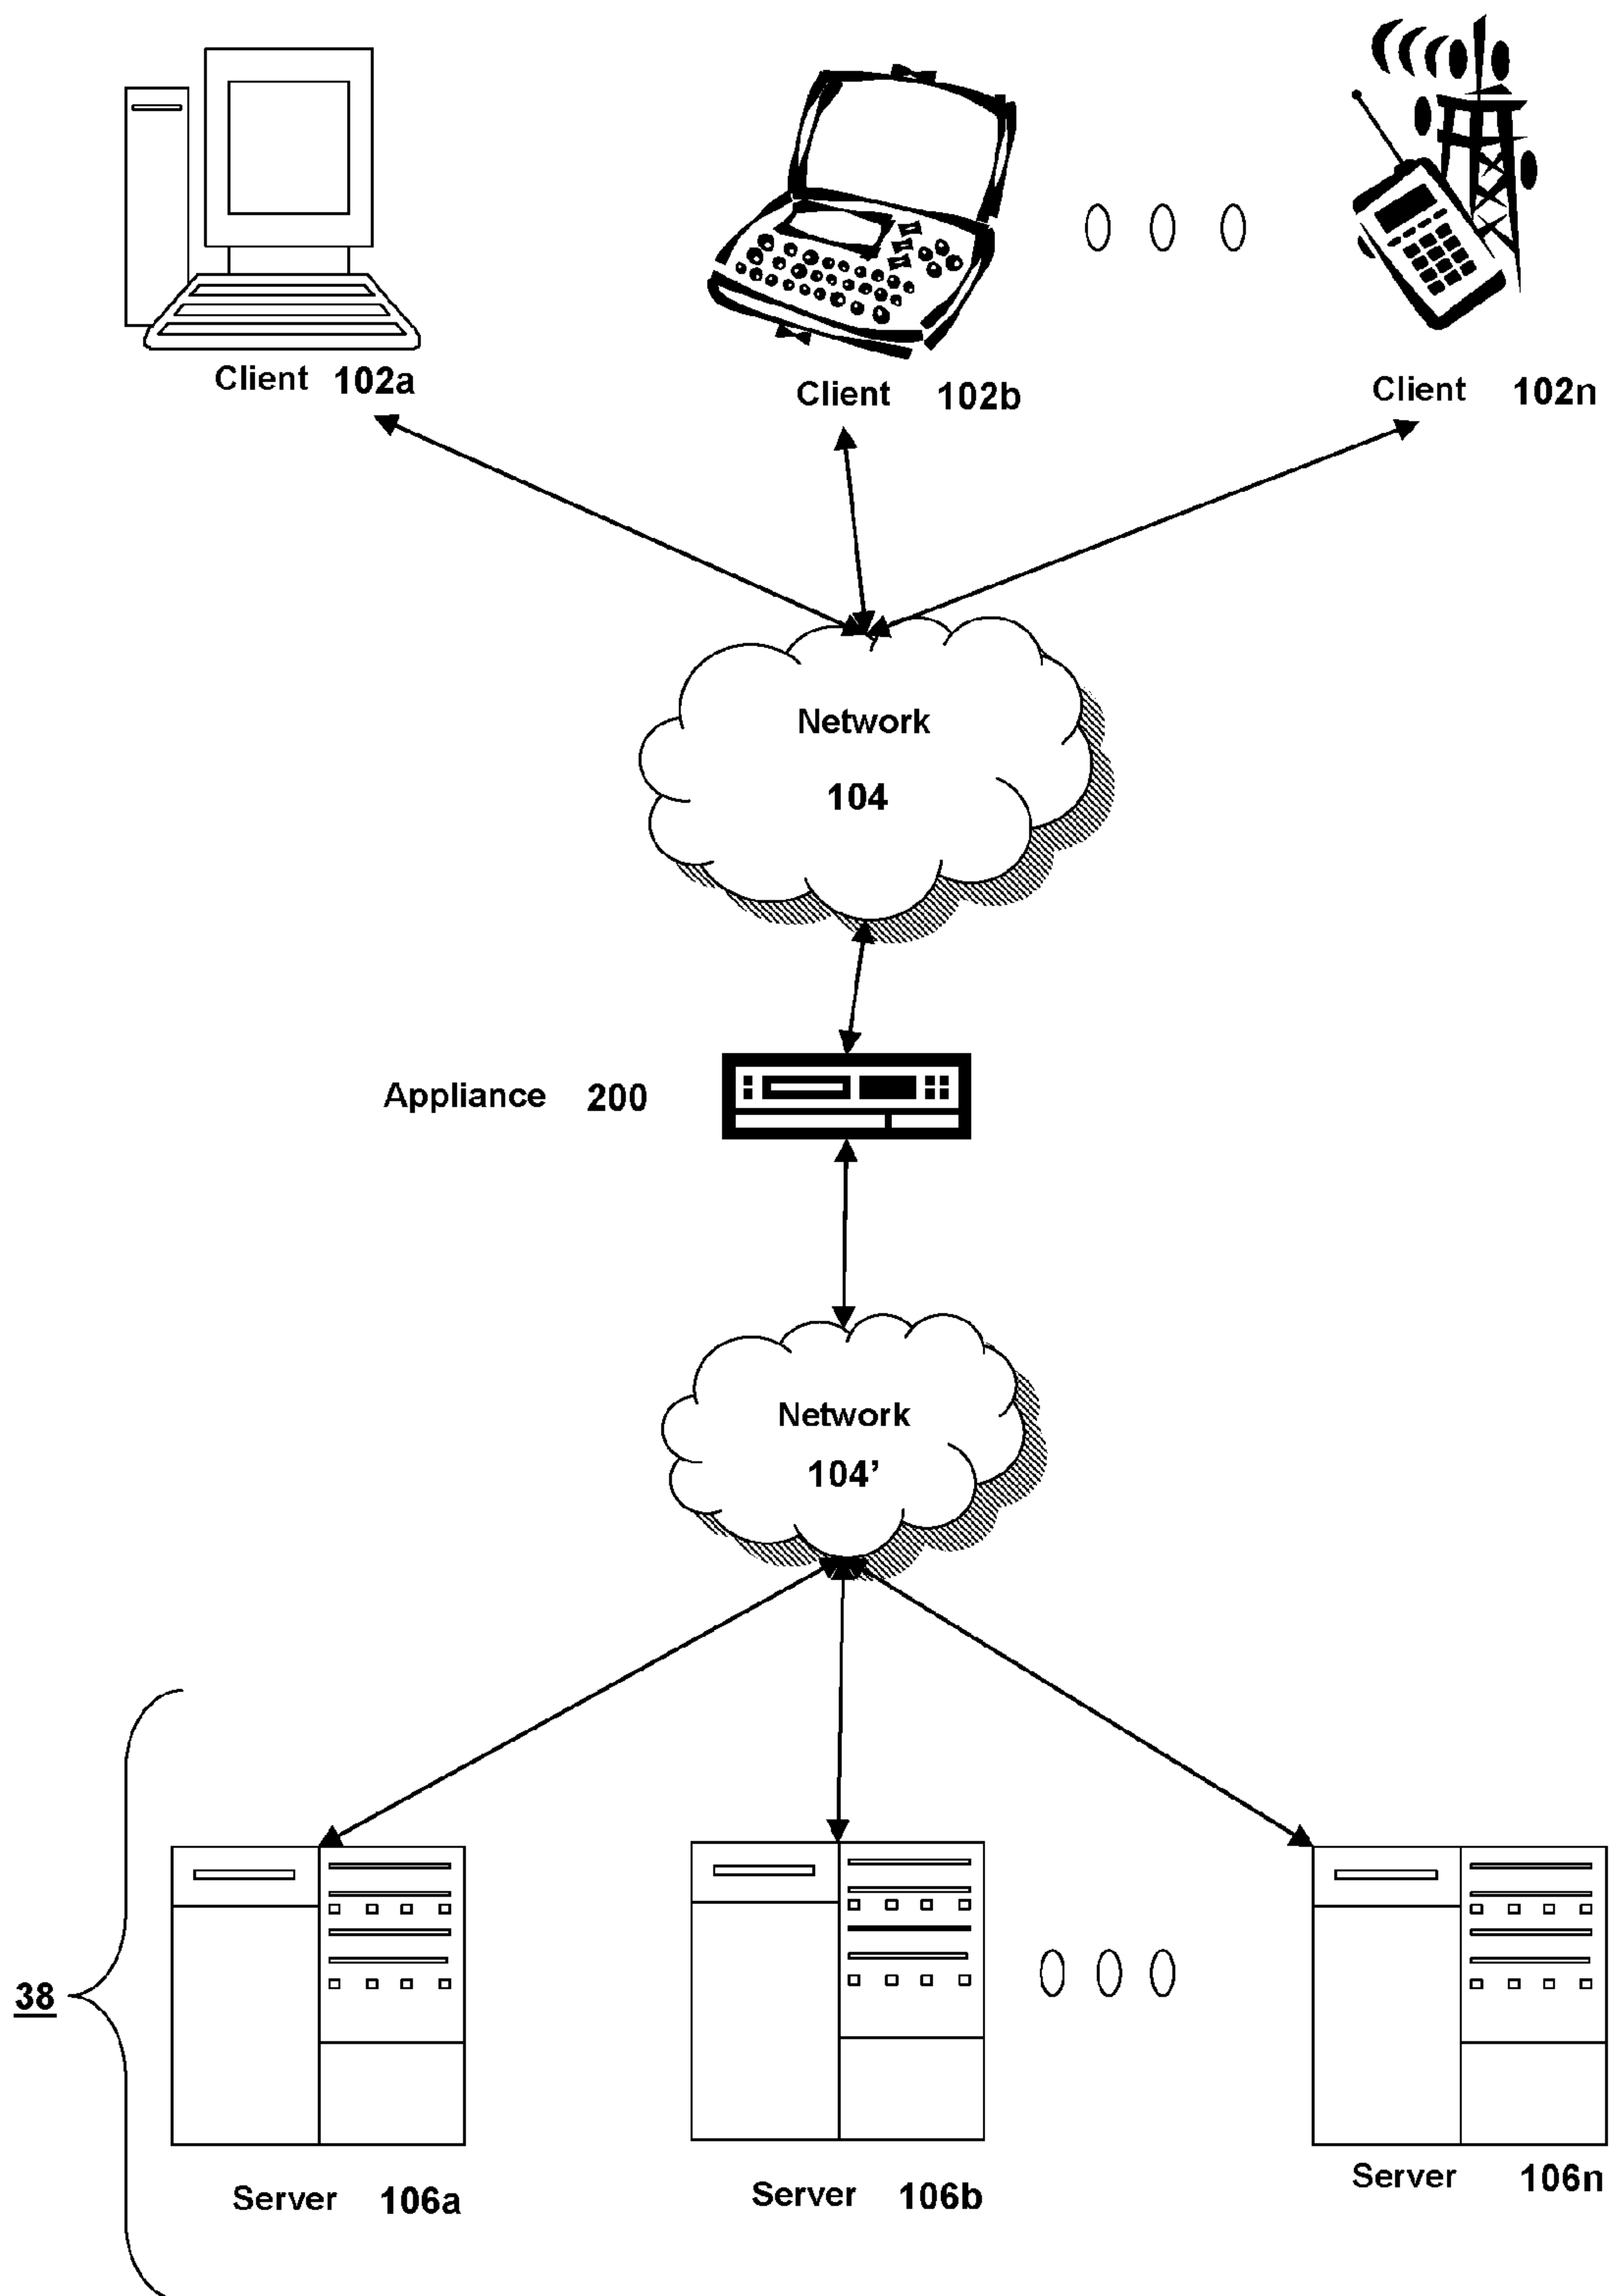 Client 102a
Client 102b
Client 102n
Network
104
Appliance 200
Network
104’
38
Server 106a
Server 106b
Server 106n